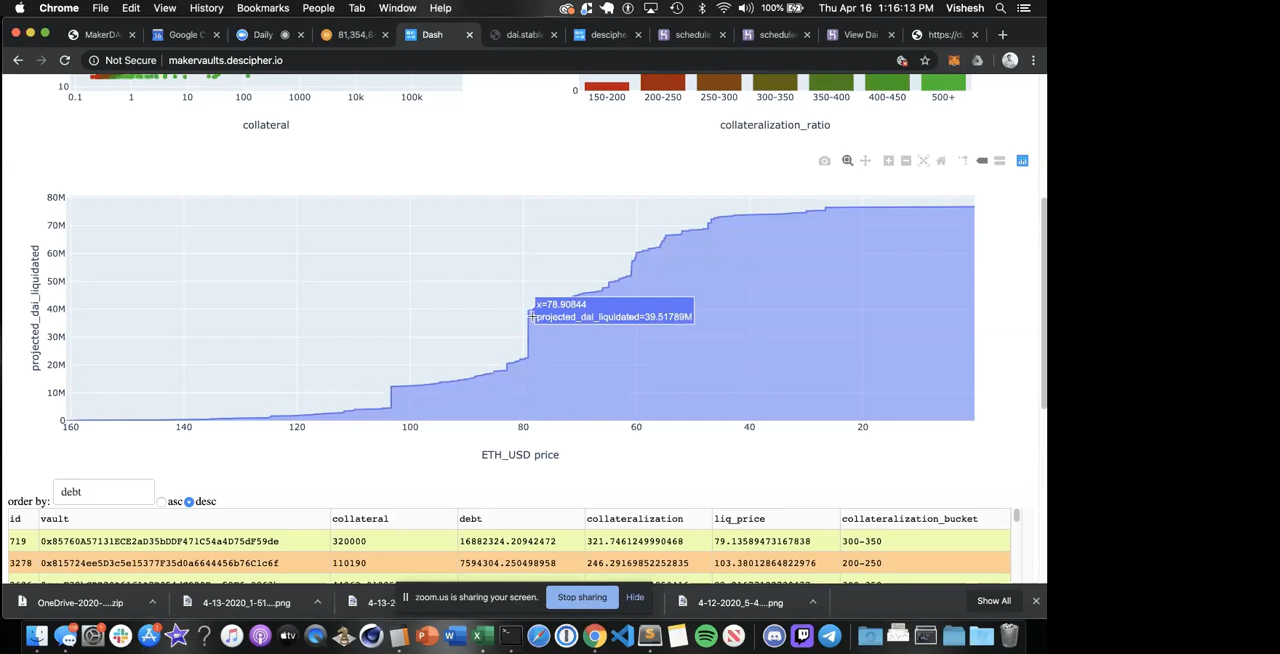 Chrome File Edit View History Bookmarks People Tab Window Help 100% Thu Apr 16 1:16:13 PM Vishesh
MakerDA Google C Daily 81,354,8 Dash dai.stable desciphe schedule schedule View Dai https://d
Not Secure makervaults.descipher.io
10
0.1 1 10 100 1000 10k 100k
collateral
0
150-200 200-250 250-300 300-350 350-400 400-450 500+
collateralization_ratio
80M
70M
60M
50M
40M
30M
20M
10M
0
projected_dai_liquidated
x=78.90844
projected_dai_liquidated=39.51789M
160 140 120 100 80 60 40 20
ETH_USD price
order by: debt asc desc
id vault collateral debt collateralization liq_price collateralization_bucket
719 0x85760A57131ECE2aD35bDDF471C54a4D75dF59de 320000 16882324.20942472 321.7461249990468 79.13589473167838 300-350
3278 0x815724ee5D3c5e15377F35d0a6644456b76C1c6f 110190 7594304.250498958 246.29169852252835 103.38012864822976 200-250
OneDrive-2020-....zip 4-13-2020_1-51....png 4-13-20 zoom.us is sharing your screen. Stop sharing Hide 4-12-2020_5-4....png Show All